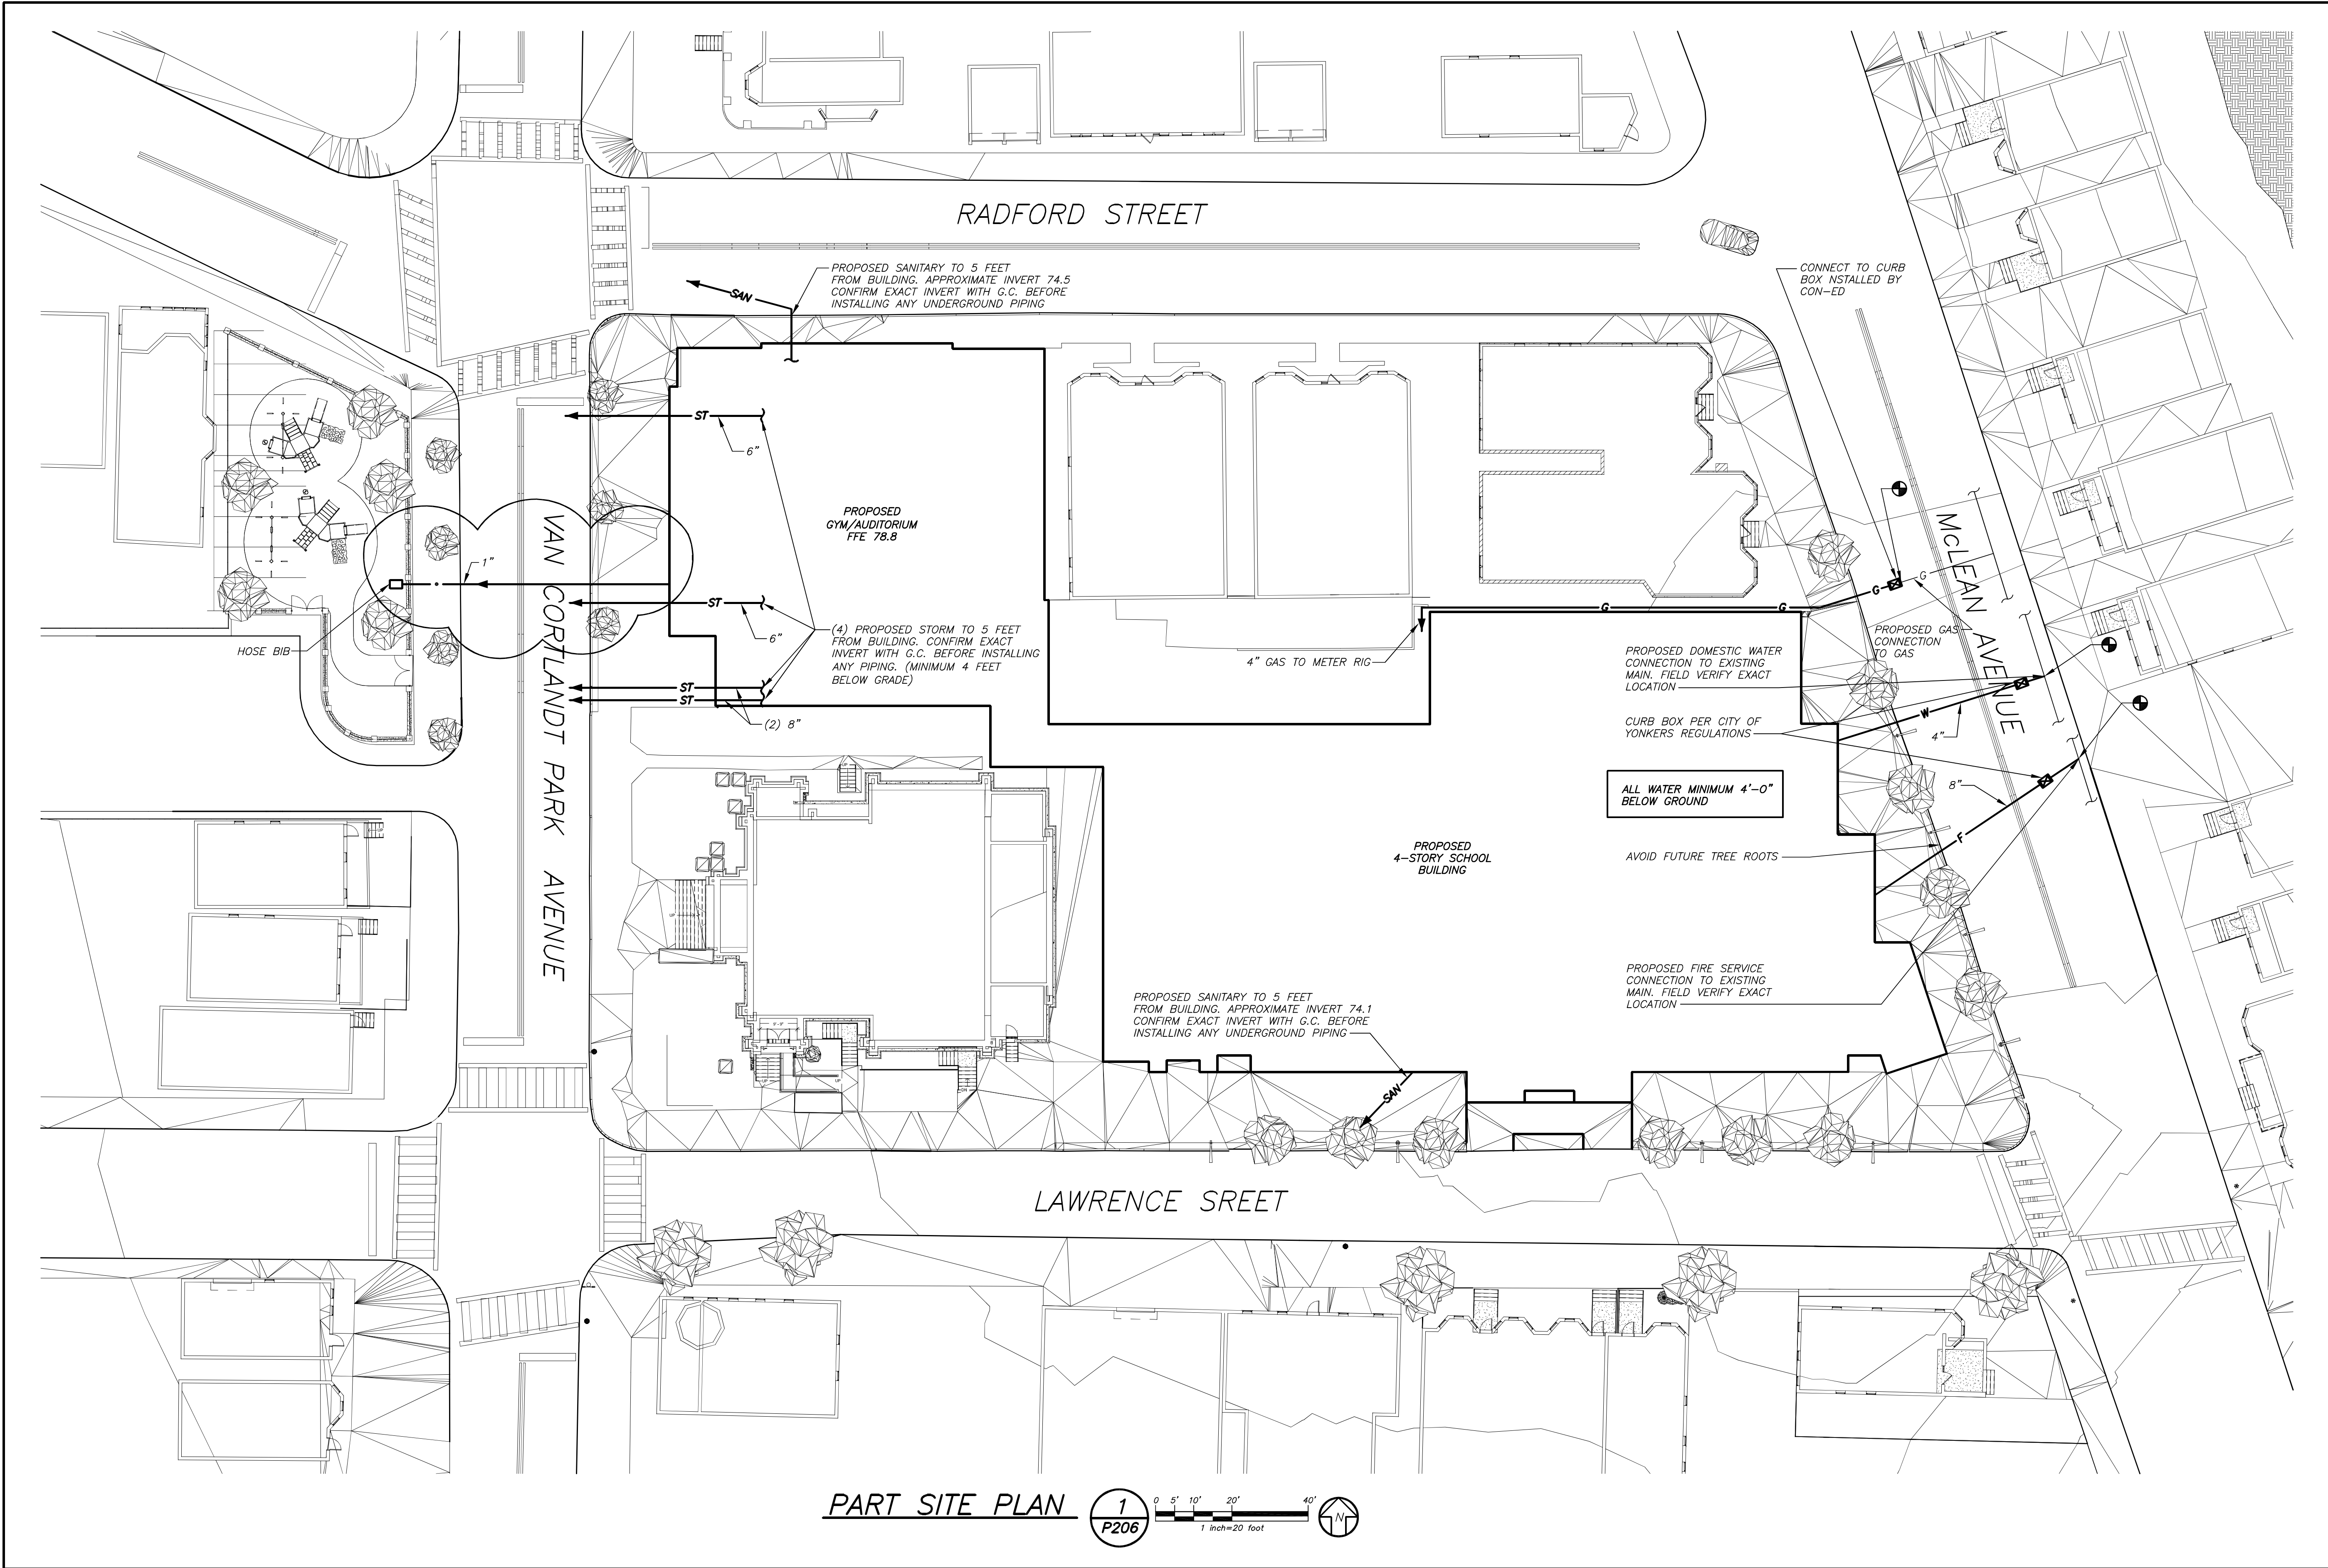 RADFORD STREET
PROPOSED SANITARY TO 5 FEET
FROM BUILDING. APPROXIMATE INVERT 74.5
CONFIRM EXACT INVERT WITH G.C. BEFORE
INSTALLING ANY UNDERGROUND PIPING
SAN
CONNECT TO CURB
BOX NSTALLED BY
CON-ED
ST
6"
PROPOSED
GYM/AUDITORIUM
FFE 78.8
VAN CORTLANDT PARK AVENUE
1"
HOSE BIB
ST
6"
(4) PROPOSED STORM TO 5 FEET
FROM BUILDING. CONFIRM EXACT
INVERT WITH G.C. BEFORE INSTALLING
ANY PIPING. (MINIMUM 4 FEET
BELOW GRADE)
ST
ST
(2) 8"
G
G
G
G
4" GAS TO METER RIG
McLEAN AVENUE
PROPOSED GAS
CONNECTION
TO GAS
PROPOSED DOMESTIC WATER
CONNECTION TO EXISTING
MAIN. FIELD VERIFY EXACT
LOCATION
W
4"
CURB BOX PER CITY OF
YONKERS REGULATIONS
ALL WATER MINIMUM 4'-0"
BELOW GROUND
8"
F
AVOID FUTURE TREE ROOTS
PROPOSED
4-STORY SCHOOL
BUILDING
PROPOSED FIRE SERVICE
CONNECTION TO EXISTING
MAIN. FIELD VERIFY EXACT
LOCATION
UP
UP
UP
UP
PROPOSED SANITARY TO 5 FEET
FROM BUILDING. APPROXIMATE INVERT 74.1
CONFIRM EXACT INVERT WITH G.C. BEFORE
INSTALLING ANY UNDERGROUND PIPING
SAN
LAWRENCE SREET
PART SITE PLAN
1
P206
0 5' 10' 20' 40'
1 inch=20 foot
N